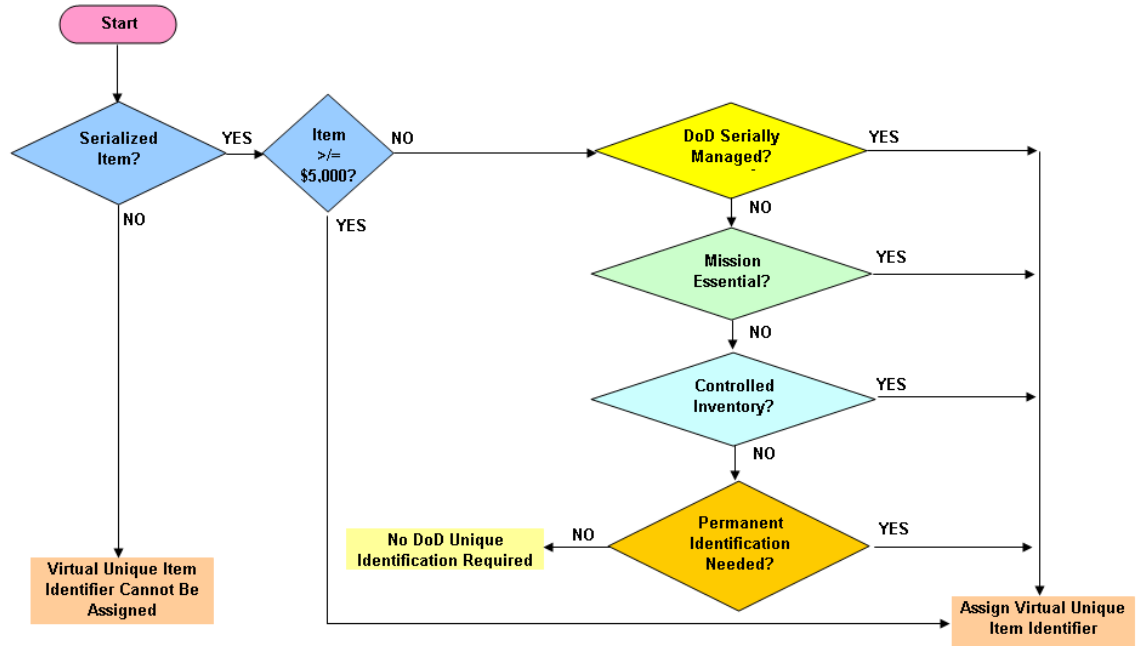 Start
Serialized
Item?
YES
NO
Item
>/=
$5,000?
NO
YES
DoD Serially
Managed?
YES
NO
Mission
Essential?
YES
NO
Controlled
Inventory?
YES
NO
Permanent
Identification
Needed?
YES
NO
No DoD Unique
Identification Required
Virtual Unique Item
Identifier Cannot Be
Assigned
Assign Virtual Unique
Item Identifier